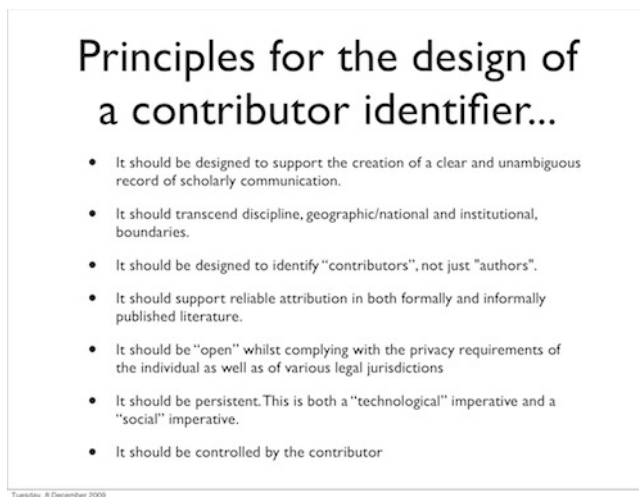 Principles for the design of
a contributor identifier...
• It should be designed to support the creation of a clear and unambiguous
record of scholarly communication.
• It should transcend discipline, geographic/national and institutional,
boundaries.
• It should be designed to identify “contributors”, not just "authors".
• It should support reliable attribution in both formally and informally
published literature.
• It should be “open” whilst complying with the privacy requirements of
the individual as well as of various legal jurisdictions
• It should be persistent. This is both a “technological” imperative and a
“social” imperative.
• It should be controlled by the contributor
Tuesday, 8 December 2009